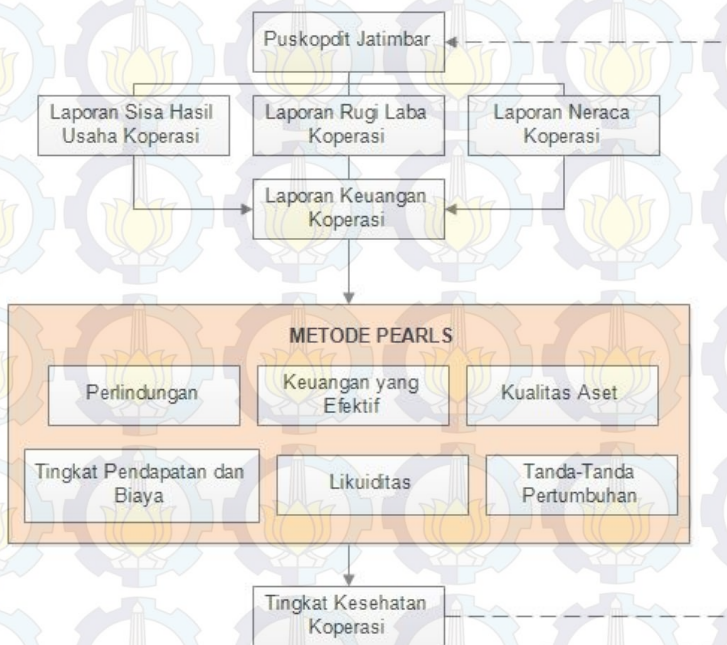 Puskopdit Jatimbar
Laporan Sisa Hasil
Usaha Koperasi
Laporan Rugi Laba
Koperasi
Laporan Neraca
Koperasi
Laporan Keuangan
Koperasi
METODE PEARLS
Perlindungan
Keuangan yang
Efektif
Kualitas Aset
Tingkat Pendapatan dan
Biaya
Likuiditas
Tanda-Tanda
Pertumbuhan
Tingkat Kesehatan
Koperasi